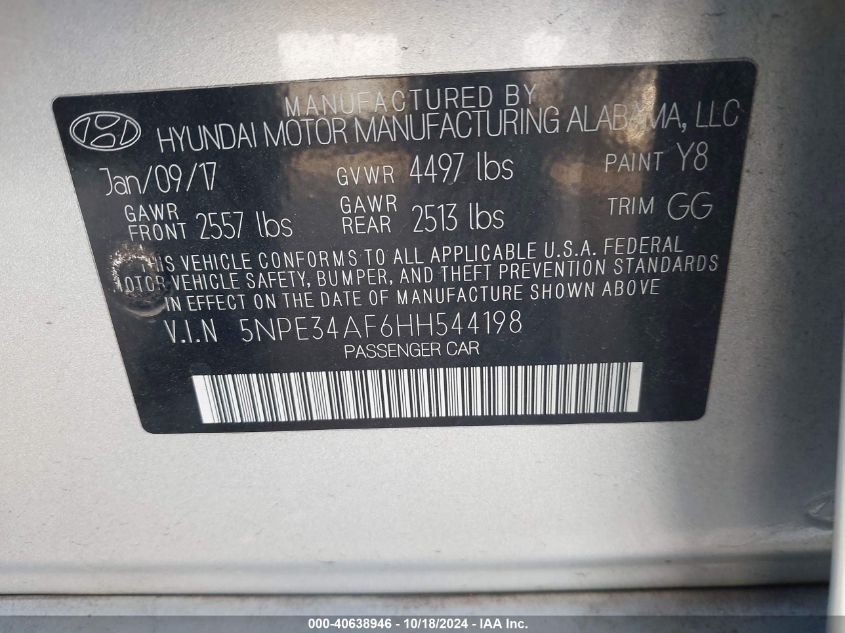 MANUFACTURED BY
HYUNDAI MOTOR MANUFACTURING ALABAMA, LLC
Jan/09/17 GVWR 4497 lbs PAINT Y8
GAWR FRONT 2557 lbs GAWR REAR 2513 lbs TRIM GG
THIS VEHICLE CONFORMS TO ALL APPLICABLE U.S.A. FEDERAL
MOTOR VEHICLE SAFETY, BUMPER, AND THEFT PREVENTION STANDARDS
IN EFFECT ON THE DATE OF MANUFACTURE SHOWN ABOVE
V.I.N 5NPE34AF6HH544198
PASSENGER CAR
000-40638946 - 10/18/2024 - IAA Inc.